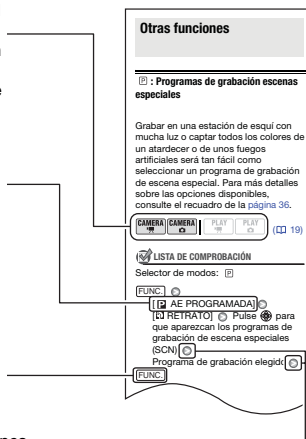 Otras funciones
P : Programas de grabación escenas
especiales
Grabar en una estación de esquí con
mucha luz o captar todos los colores de
un atardecer o de unos fuegos
artificiales será tan fácil como
seleccionar un programa de grabación
de escena especial. Para más detalles
sobre las opciones disponibles,
consulte el recuadro de la página 36.
CAMERA CAMERA PLAY PLAY ( 19)
LISTA DE COMPROBACIÓN
Selector de modos: P
FUNC.
[P AE PROGRAMADA]
[RETRATO] Pulse para
que aparezcan los programas de
grabación de escena especiales
(SCN)
Programa de grabación elegido
FUNC.